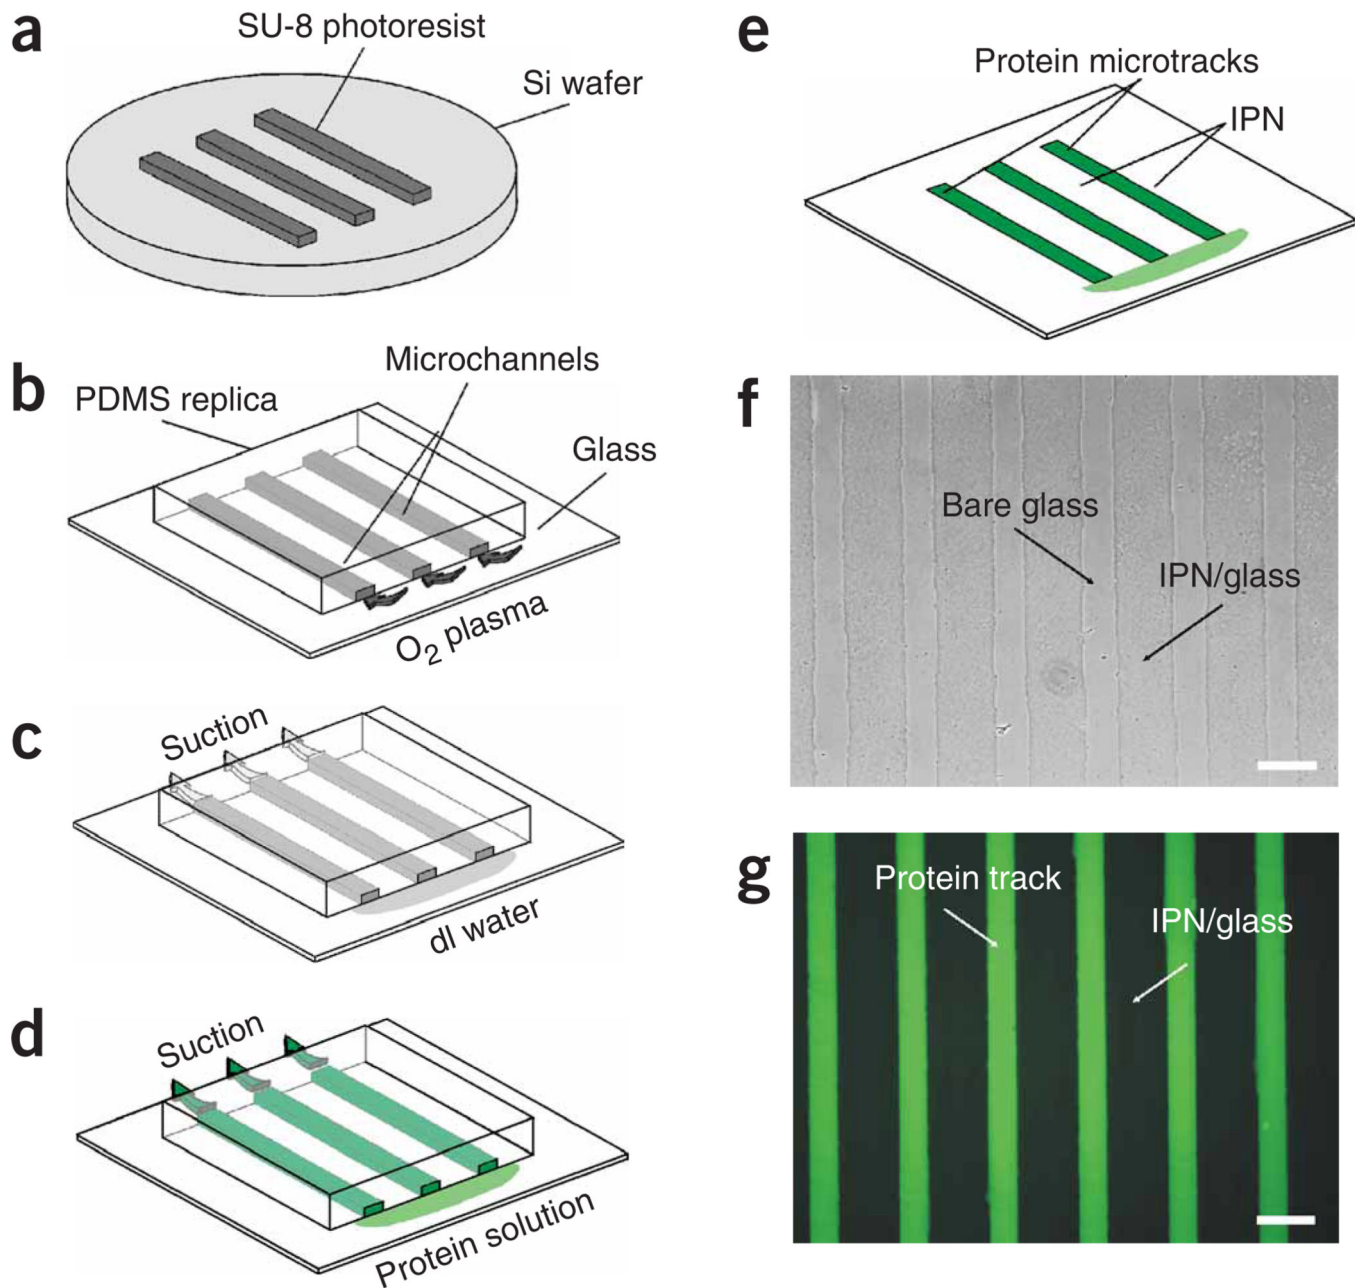 a
SU-8 photoresist
Si wafer
b
Microchannels
PDMS replica
Glass
O2 plasma
c
Suction
dl water
d
Suction
Protein solution
e
Protein microtracks
IPN
f
Bare glass
IPN/glass
g
Protein track
IPN/glass